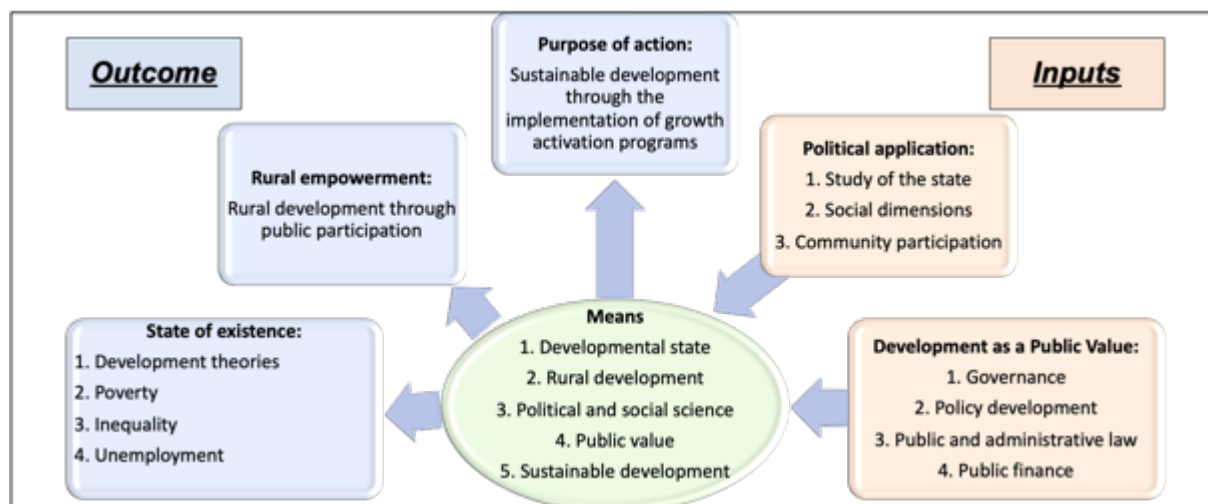 Outcome
Purpose of action:
Sustainable development
through the
implementation of growth
activation programs
Inputs
Rural empowerment:
Rural development through
public participation
Political application:
1. Study of the state
2. Social dimensions
3. Community participation
State of existence:
1. Development theories
2. Poverty
3. Inequality
4. Unemployment
Means
1. Developmental state
2. Rural development
3. Political and social science
4. Public value
5. Sustainable development
Development as a Public Value:
1. Governance
2. Policy development
3. Public and administrative law
4. Public finance